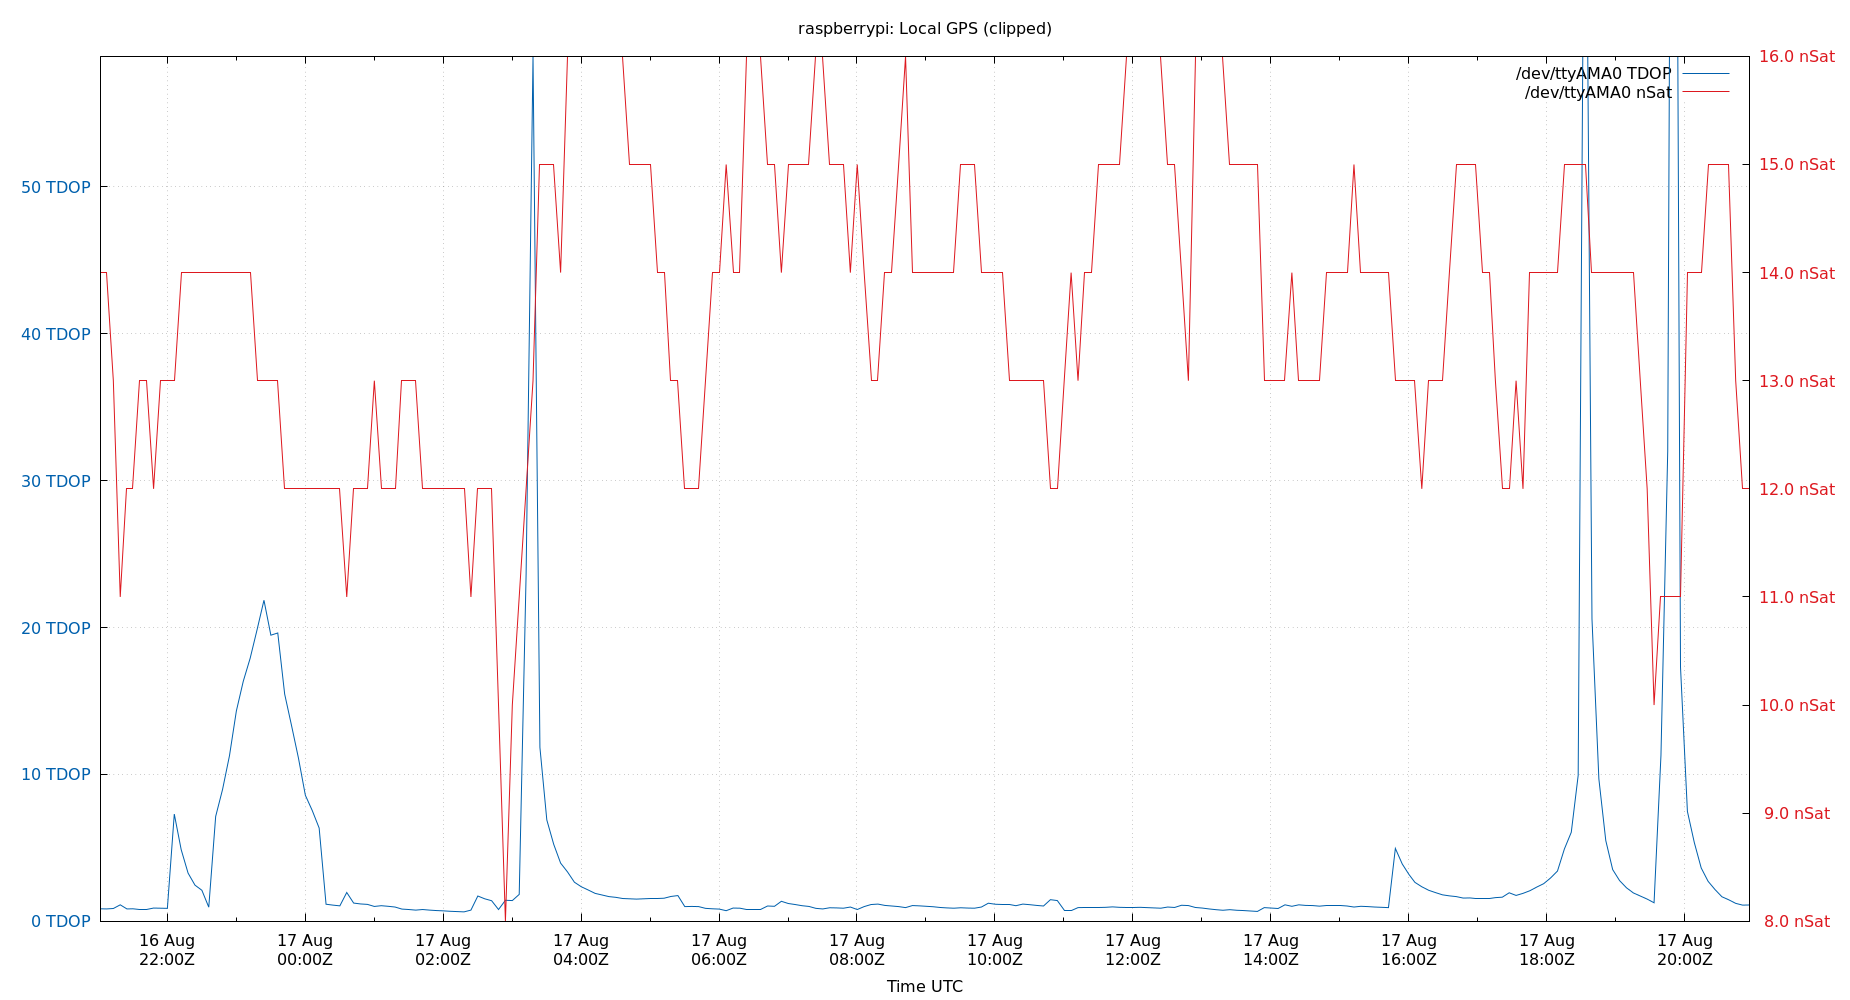 raspberrypi: Local GPS (clipped)
/dev/ttyAMA0 TDOP
/dev/ttyAMA0 nSat
50 TDOP
40 TDOP
30 TDOP
20 TDOP
10 TDOP
0 TDOP
16.0 nSat
15.0 nSat
14.0 nSat
13.0 nSat
12.0 nSat
11.0 nSat
10.0 nSat
9.0 nSat
8.0 nSat
16 Aug
22:00Z
17 Aug
00:00Z
17 Aug
02:00Z
17 Aug
04:00Z
17 Aug
06:00Z
17 Aug
08:00Z
17 Aug
10:00Z
17 Aug
12:00Z
17 Aug
14:00Z
17 Aug
16:00Z
17 Aug
18:00Z
17 Aug
20:00Z
Time UTC